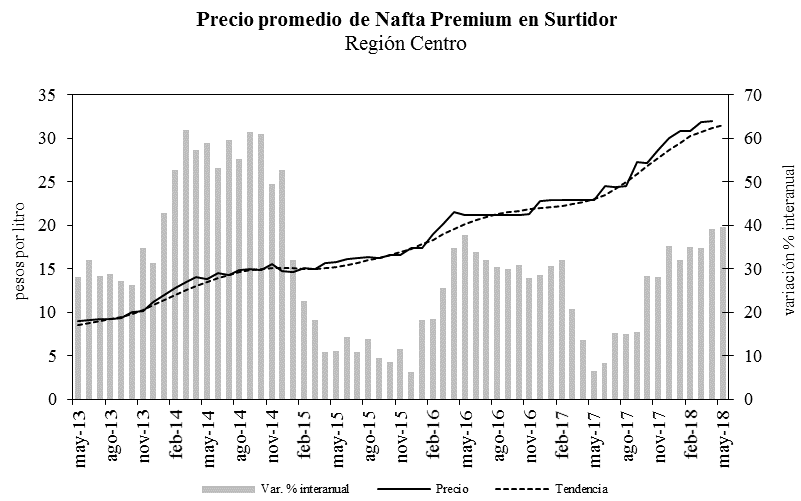 Precio promedio de Nafta Premium en Surtidor
Región Centro
pesos por litro
35
30
25
20
15
10
5
0
70
60
50
40
30
20
10
0
variación % interanual
may-13
ago-13
nov-13
feb-14
may-14
ago-14
nov-14
feb-15
may-15
ago-15
nov-15
feb-16
may-16
ago-16
nov-16
feb-17
may-17
ago-17
nov-17
feb-18
may-18
Var. % interanual
Precio
Tendencia